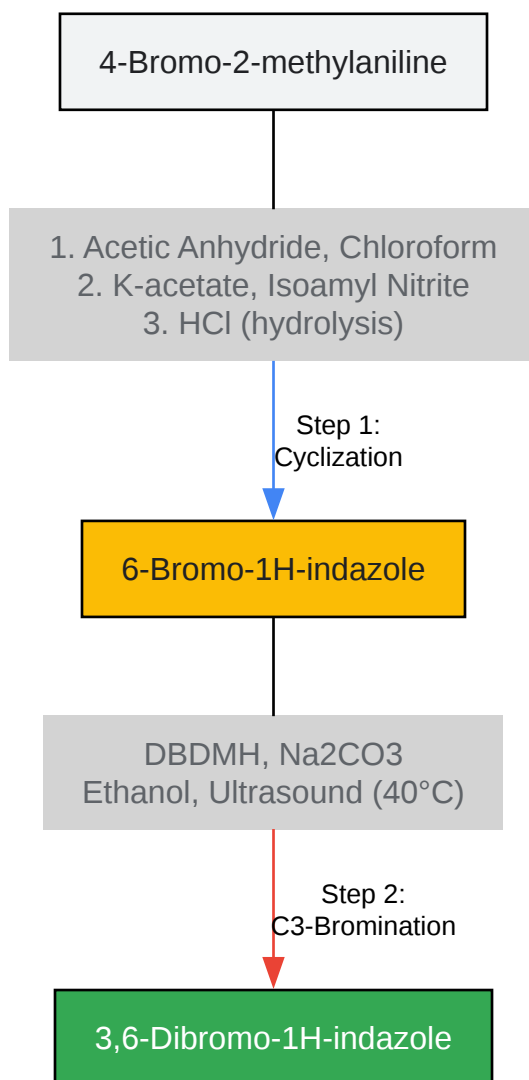 4-Bromo-2-methylaniline
1. Acetic Anhydride, Chloroform
2. K-acetate, Isoamyl Nitrite
3. HCl (hydrolysis)
Step 1:
Cyclization
6-Bromo-1H-indazole
DBDMH, Na2CO3
Ethanol, Ultrasound (40°C)
Step 2:
C3-Bromination
3,6-Dibromo-1H-indazole